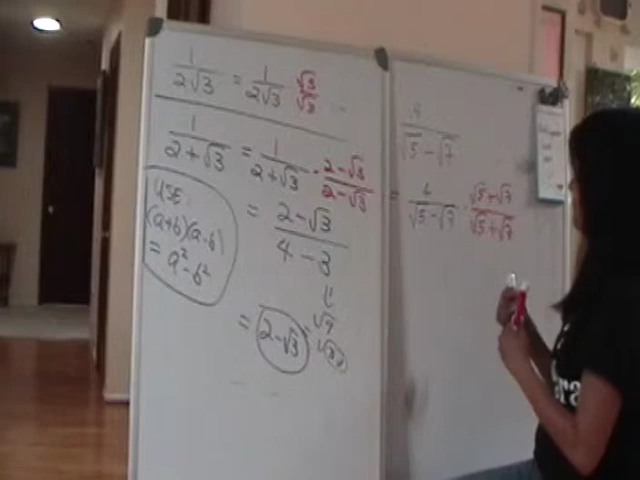 1/(2√3) = 1/(2√3) √3/√3
1/(2+√3) = 1/(2+√3) · (2-√3)/(2-√3)
= (2-√3)/(4-3)
= 2-√3
USE:
(a+b)(a-b)
= a²-b²
4/(√5-√7)
= 4/(√5-√7) · (√5+√7)/(√5+√7)